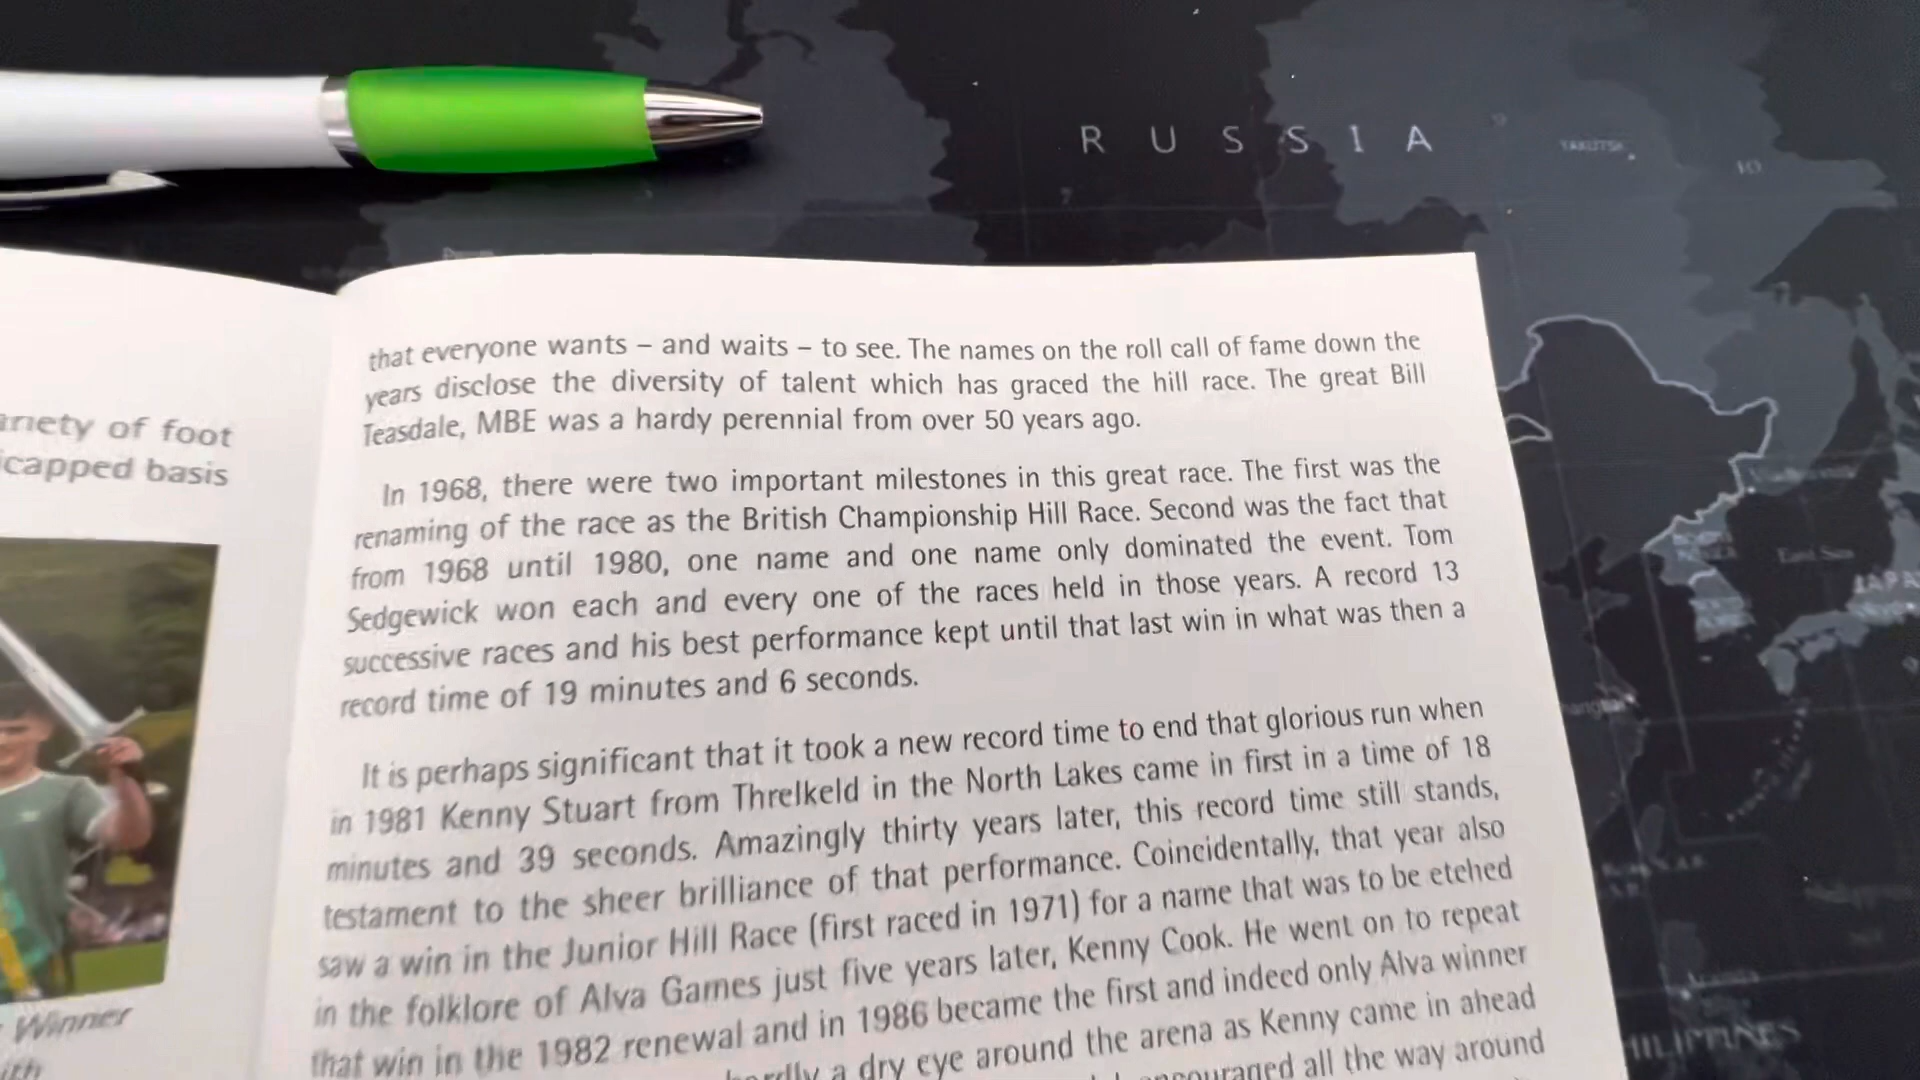 R U S S I A
YAKUTSK
10
7
ariety of foot
capped basis
Winner
that everyone wants – and waits – to see. The names on the roll call of fame down the
years disclose the diversity of talent which has graced the hill race. The great Bill
Teasdale, MBE was a hardy perennial from over 50 years ago.
In 1968, there were two important milestones in this great race. The first was the
renaming of the race as the British Championship Hill Race. Second was the fact that
from 1968 until 1980, one name and one name only dominated the event. Tom
Sedgewick won each and every one of the races held in those years. A record 13
successive races and his best performance kept until that last win in what was then a
record time of 19 minutes and 6 seconds.
It is perhaps significant that it took a new record time to end that glorious run when
in 1981 Kenny Stuart from Threlkeld in the North Lakes came in first in a time of 18
minutes and 39 seconds. Amazingly thirty years later, this record time still stands,
testament to the sheer brilliance of that performance. Coincidentally, that year also
saw a win in the Junior Hill Race (first raced in 1971) for a name that was to be etched
in the folklore of Alva Games just five years later, Kenny Cook. He went on to repeat
that win in the 1982 renewal and in 1986 became the first and indeed only Alva winner
hardly a dry eye around the arena as Kenny came in ahead
encouraged all the way around
East Sea
JAPA
HILIPPINES